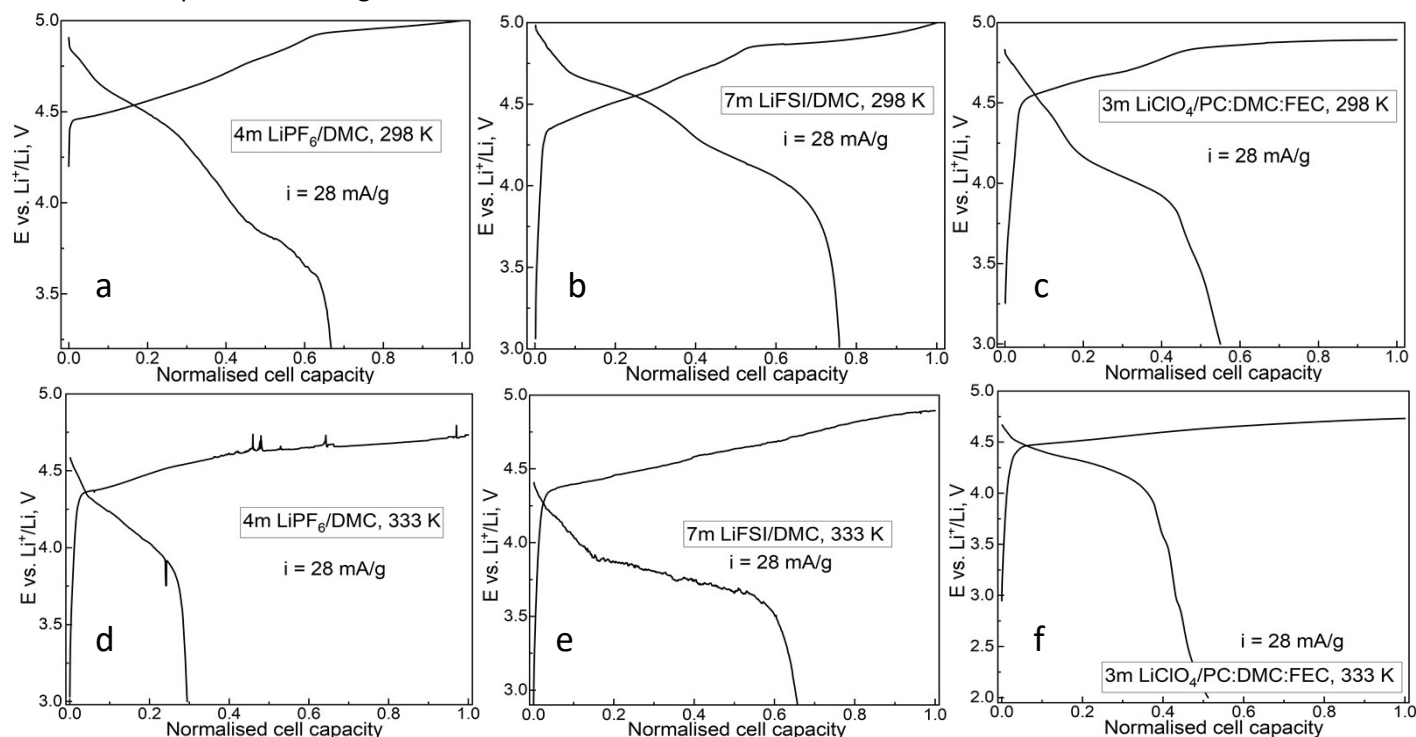 5.0
4.5
4.0
3.5
E vs. Li⁺/Li, V
4m LiPF₆/DMC, 298 K
i = 28 mA/g
a
0.0 0.2 0.4 0.6 0.8 1.0
Normalised cell capacity
5.0
4.5
4.0
3.5
3.0
E vs. Li⁺/Li, V
7m LiFSI/DMC, 298 K
i = 28 mA/g
b
0.0 0.2 0.4 0.6 0.8 1.0
Normalised cell capacity
5.0
4.5
4.0
3.5
3.0
E vs. Li⁺/Li, V
3m LiClO₄/PC:DMC:FEC, 298 K
i = 28 mA/g
c
0.0 0.2 0.4 0.6 0.8 1.0
Normalised cell capacity
5.0
4.5
4.0
3.5
3.0
E vs. Li⁺/Li, V
4m LiPF₆/DMC, 333 K
i = 28 mA/g
d
0.0 0.2 0.4 0.6 0.8 1.0
Normalised cell capacity
5.0
4.5
4.0
3.5
3.0
E vs. Li⁺/Li, V
7m LiFSI/DMC, 333 K
i = 28 mA/g
e
0.0 0.2 0.4 0.6 0.8 1.0
Normalised cell capacity
5.0
4.5
4.0
3.5
3.0
2.5
2.0
E vs. Li⁺/Li, V
f
i = 28 mA/g
3m LiClO₄/PC:DMC:FEC, 333 K
0.0 0.2 0.4 0.6 0.8 1.0
Normalised cell capacity